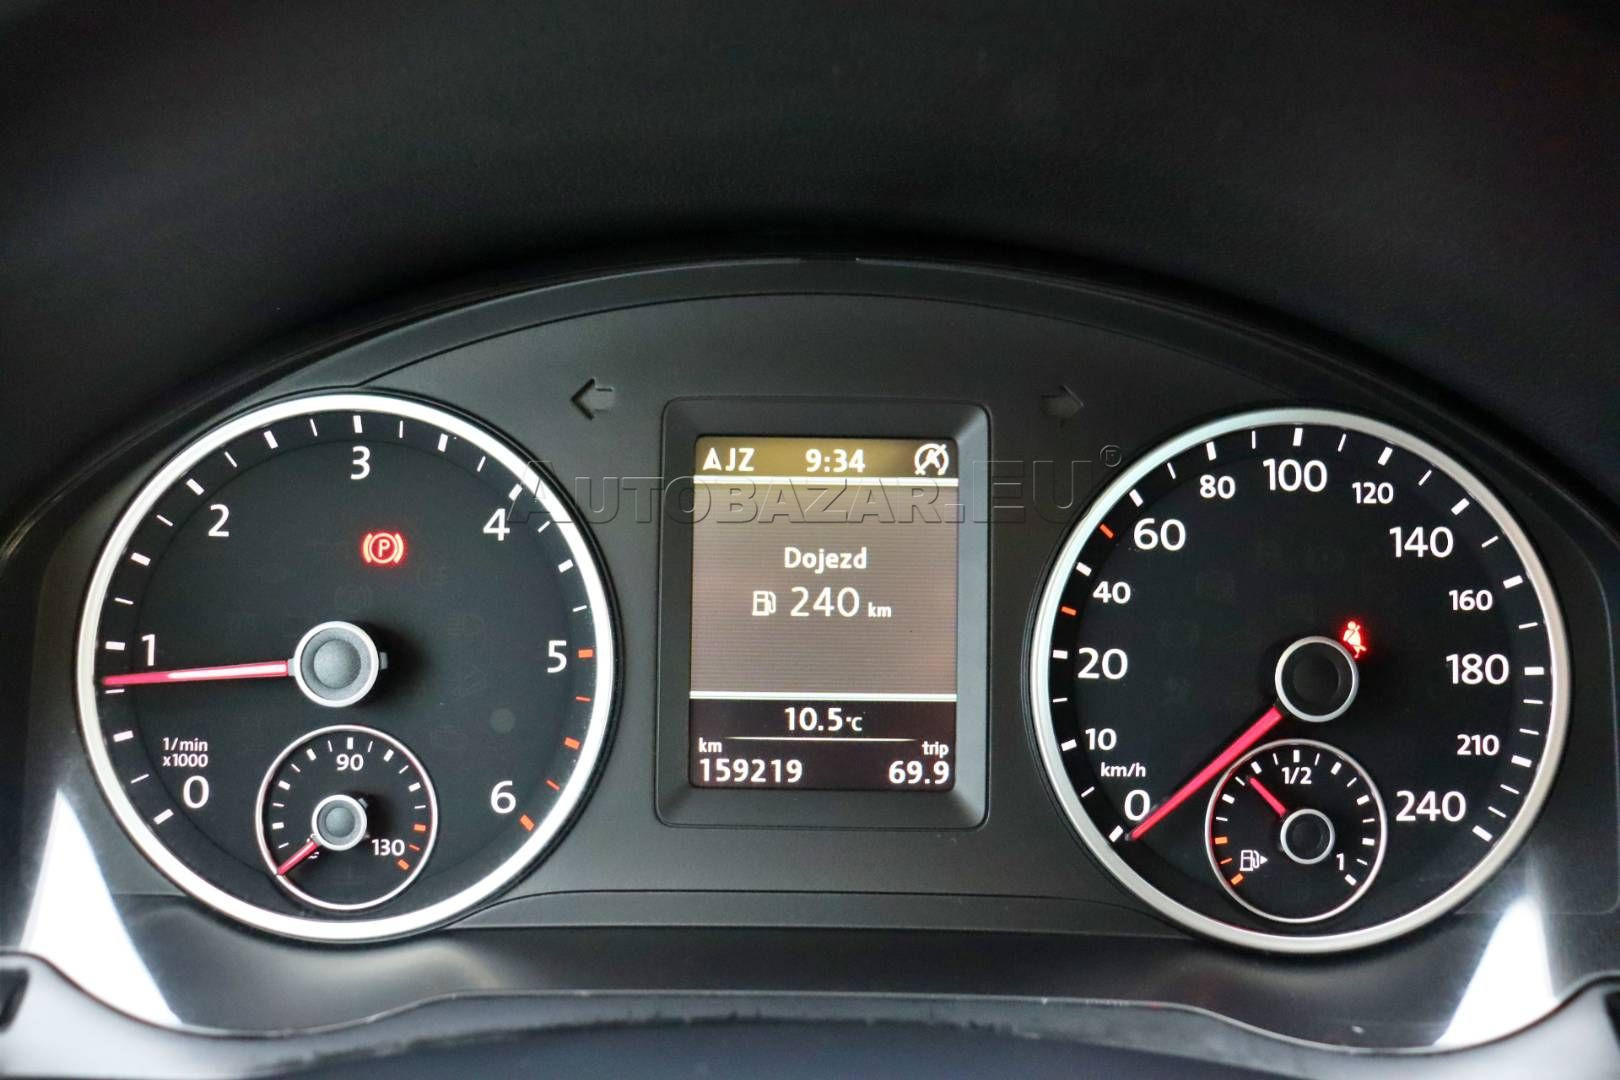 AJZ 9:34
AUTOBAZAR.EU®
Dojezd
240 km
10.5°C
km trip
159219 69.9
0 1 2 3 4 5 6
1/min
x1000
P
90
130
0 10 20 40 60 80 100 120 140 160 180 210 240
km/h
1/2
1